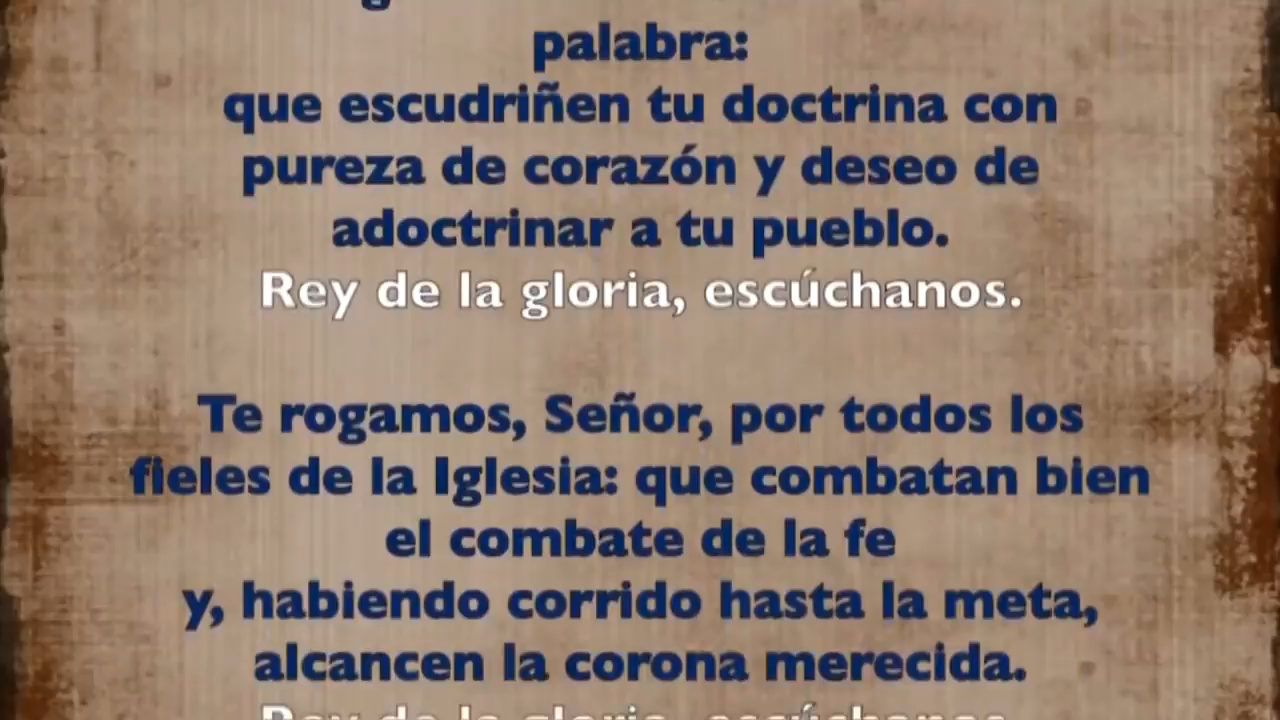 palabra:
que escudriñen tu doctrina con
pureza de corazón y deseo de
adoctrinar a tu pueblo.
Rey de la gloria, escúchanos.
Te rogamos, Señor, por todos los
fieles de la Iglesia: que combatan bien
el combate de la fe
y, habiendo corrido hasta la meta,
alcancen la corona merecida.
Rey de la gloria, escúchanos.